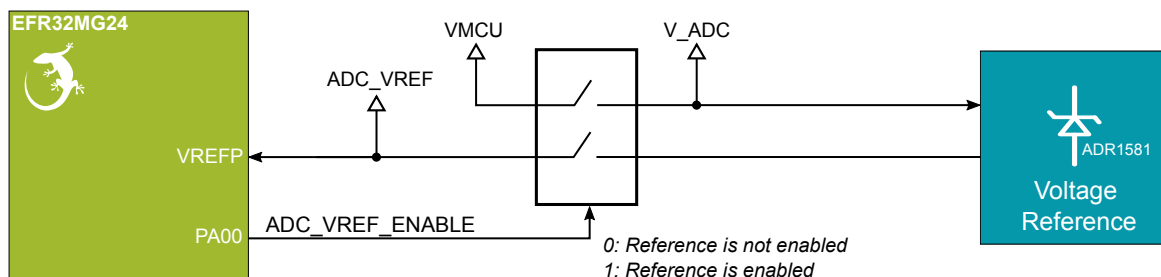 EFR32MG24
VMCU
V_ADC
ADC_VREF
VREFP
ADR1581
Voltage
Reference
PA00
ADC_VREF_ENABLE
0: Reference is not enabled
1: Reference is enabled